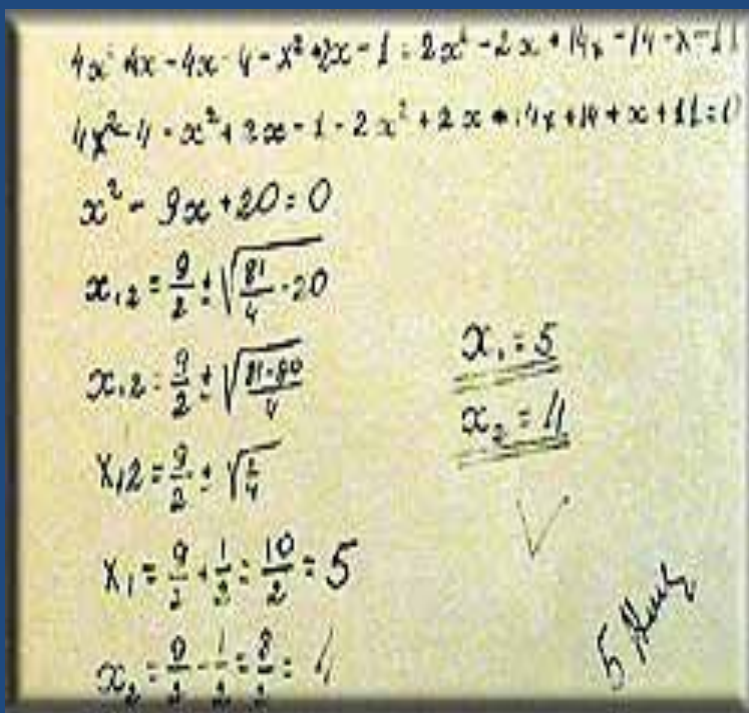 4x² 4x - 4x - 4 - x² + 2x - 1 = 2x² - 2x + 14x - 14 - x - 11
4x² - 4 - x² + 2x - 1 - 2x² + 2x - 14x + 14 + x + 11 = 0
x² - 9x + 20 = 0
x₁,₂ = 9/2 ± √(81/4 - 20)
x₁,₂ = 9/2 ± √((81-80)/4)
x₁,₂ = 9/2 ± √(1/4)
x₁ = 9/2 + 1/2 = 10/2 = 5
x₂ = 9/2 - 1/2 = 8/2 = 4
x₁ = 5
x₂ = 4
5